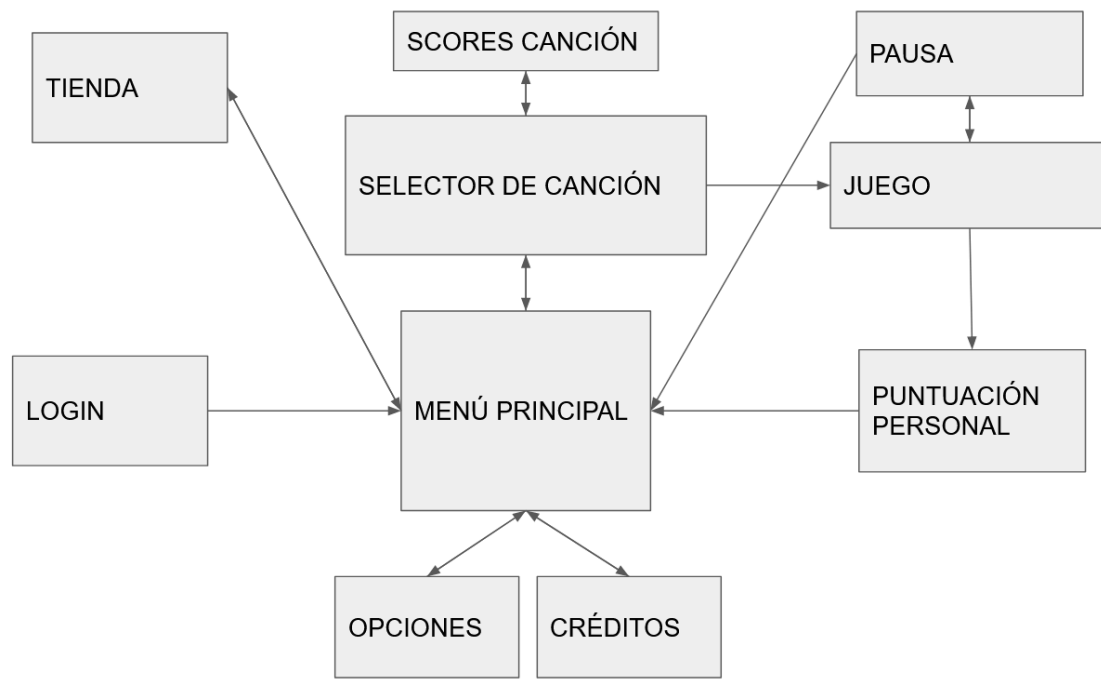 SCORES CANCIÓN
TIENDA
PAUSA
SELECTOR DE CANCIÓN
JUEGO
LOGIN
MENÚ PRINCIPAL
PUNTUACIÓN
PERSONAL
OPCIONES
CRÉDITOS